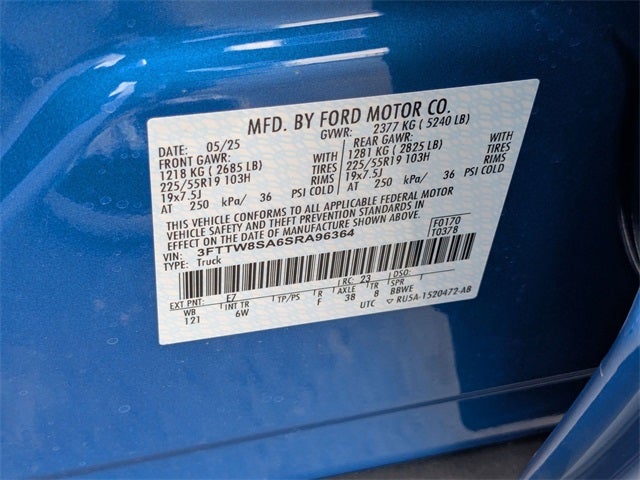 MFD. BY FORD MOTOR CO.
DATE: 05/25 GVWR: 2377 KG ( 5240 LB)
FRONT GAWR: WITH REAR GAWR: WITH
1218 KG ( 2685 LB) TIRES 1281 KG ( 2825 LB) TIRES
225/55R19 103H RIMS 225/55R19 103H RIMS
19x7.5J PSI COLD 19x7.5J PSI COLD
AT 250 kPa/ 36 AT 250 kPa/ 36
THIS VEHICLE CONFORMS TO ALL APPLICABLE FEDERAL MOTOR
VEHICLE SAFETY AND THEFT PREVENTION STANDARDS IN
EFFECT ON THE DATE OF MANUFACTURE SHOWN ABOVE.
VIN: 3FTTW8SA6SRA96364 F0170
TYPE: Truck T0378
EXT PNT: E7 RC: 23 DSO:
WB INT TR TP/PS R AXLE TR SPR
121 6W F 38 8 BBWE
UTC ▽ RU5A-1520472-AB